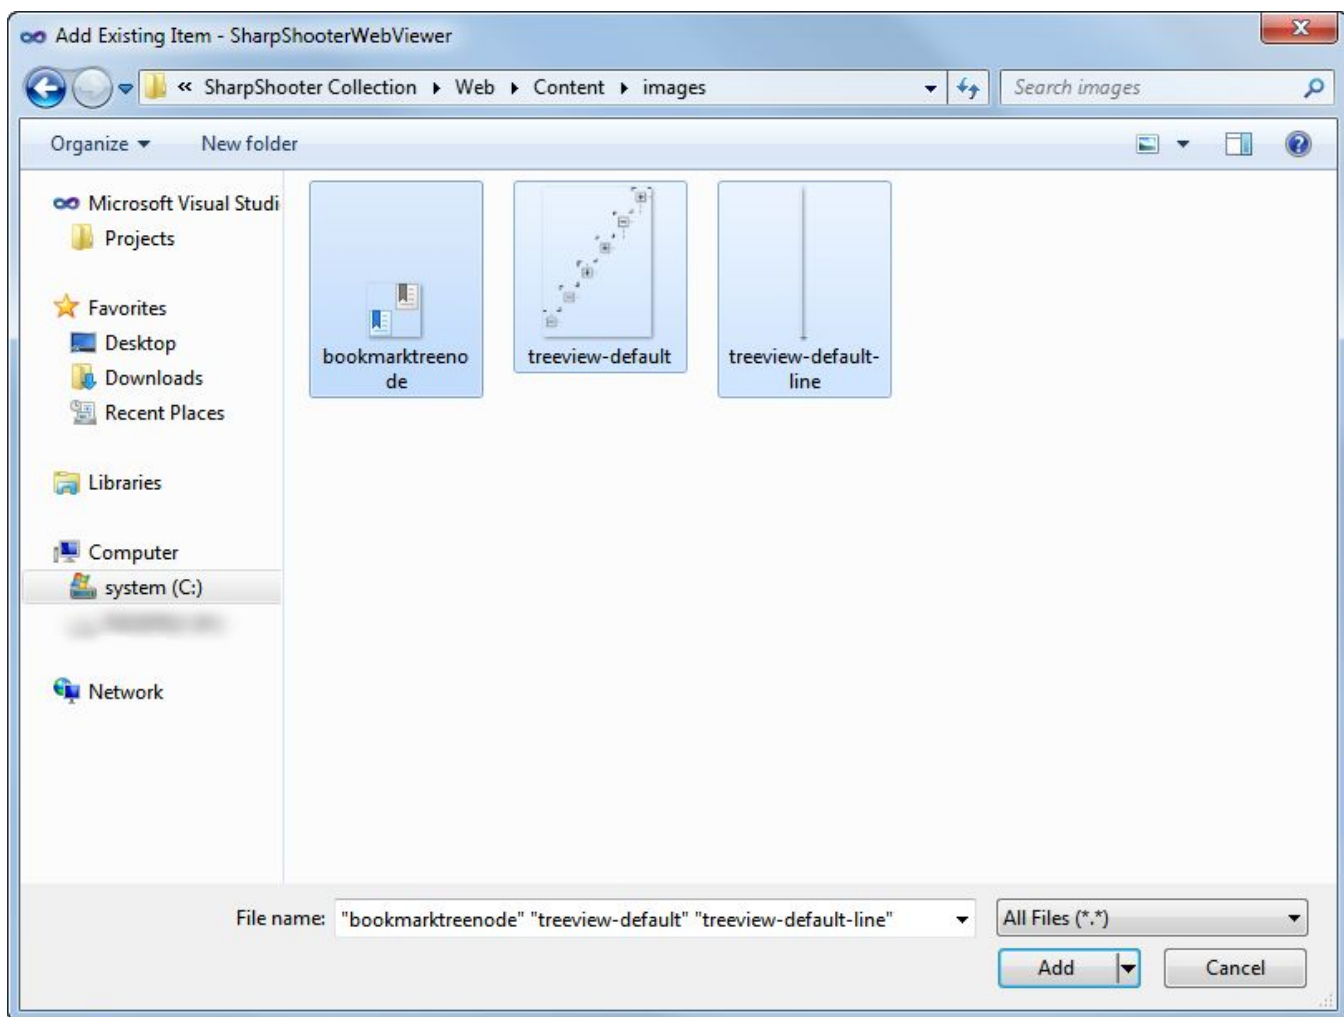 Add Existing Item - SharpShooterWebViewer
« SharpShooter Collection Web Content images
Search images
Organize New folder
Microsoft Visual Studi
Projects
Favorites
Desktop
Downloads
Recent Places
Libraries
Computer
system (C:)
Network
bookmarktreeno
de
treeview-default
treeview-default-
line
File name: "bookmarktreenode" "treeview-default" "treeview-default-line"
All Files (*.*)
Add
Cancel